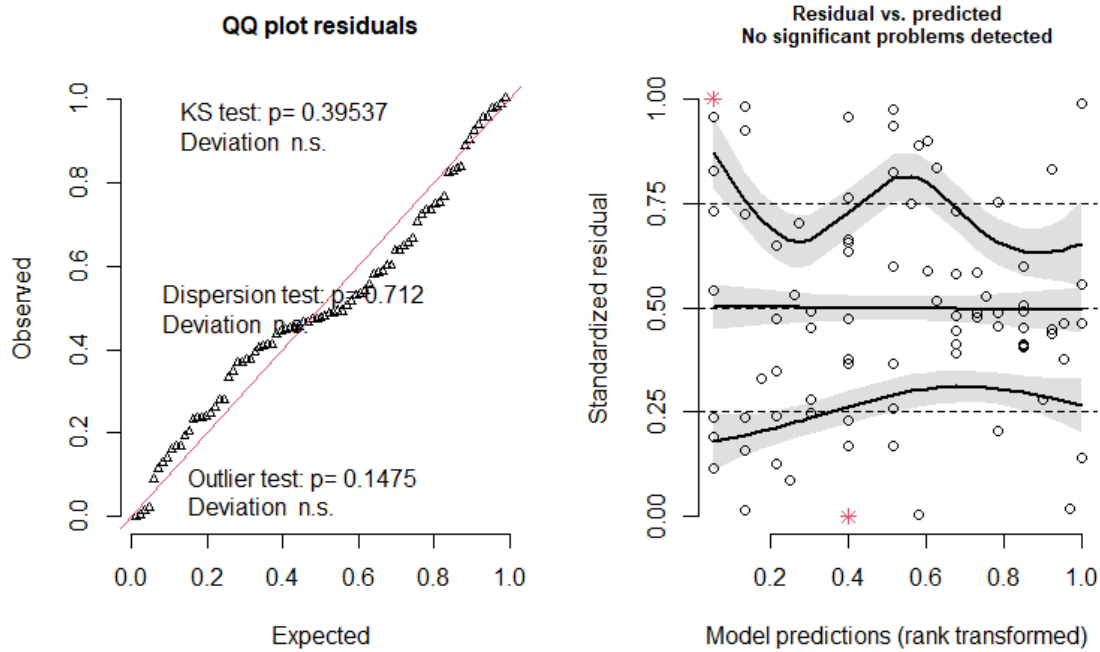 QQ plot residuals
KS test: p= 0.39537
Deviation n.s.
Dispersion test: p= 0.712
Deviation n.s.
Outlier test: p= 0.1475
Deviation n.s.
Observed
0.0 0.2 0.4 0.6 0.8 1.0
0.0 0.2 0.4 0.6 0.8 1.0
Expected
Residual vs. predicted
No significant problems detected
Standardized residual
0.00 0.25 0.50 0.75 1.00
0.2 0.4 0.6 0.8 1.0
Model predictions (rank transformed)